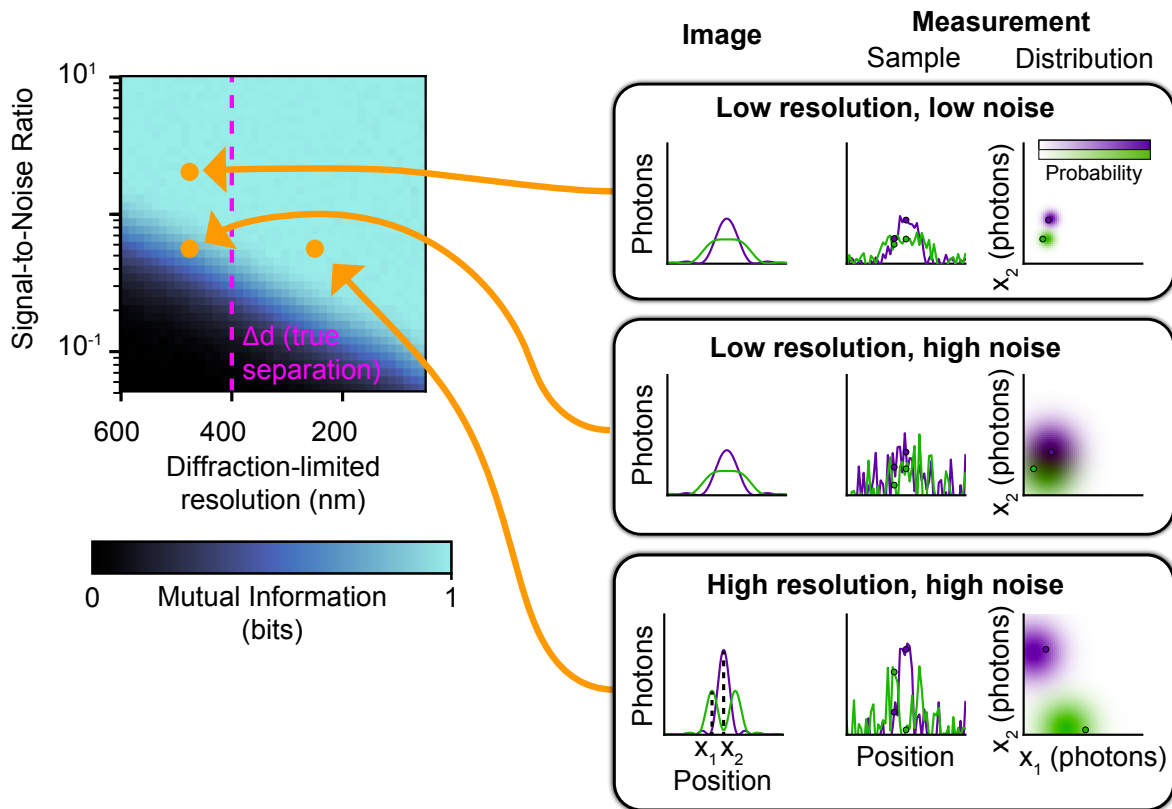 Image
Measurement
Sample
Distribution
10¹
10⁻¹
Signal-to-Noise Ratio
600
400
200
Diffraction-limited
resolution (nm)
Δd (true
separation)
0
Mutual Information
(bits)
1
Low resolution, low noise
Photons
x₂ (photons)
Probability
Low resolution, high noise
Photons
x₂ (photons)
High resolution, high noise
Photons
x₁ x₂
Position
Position
x₂ (photons)
x₁ (photons)